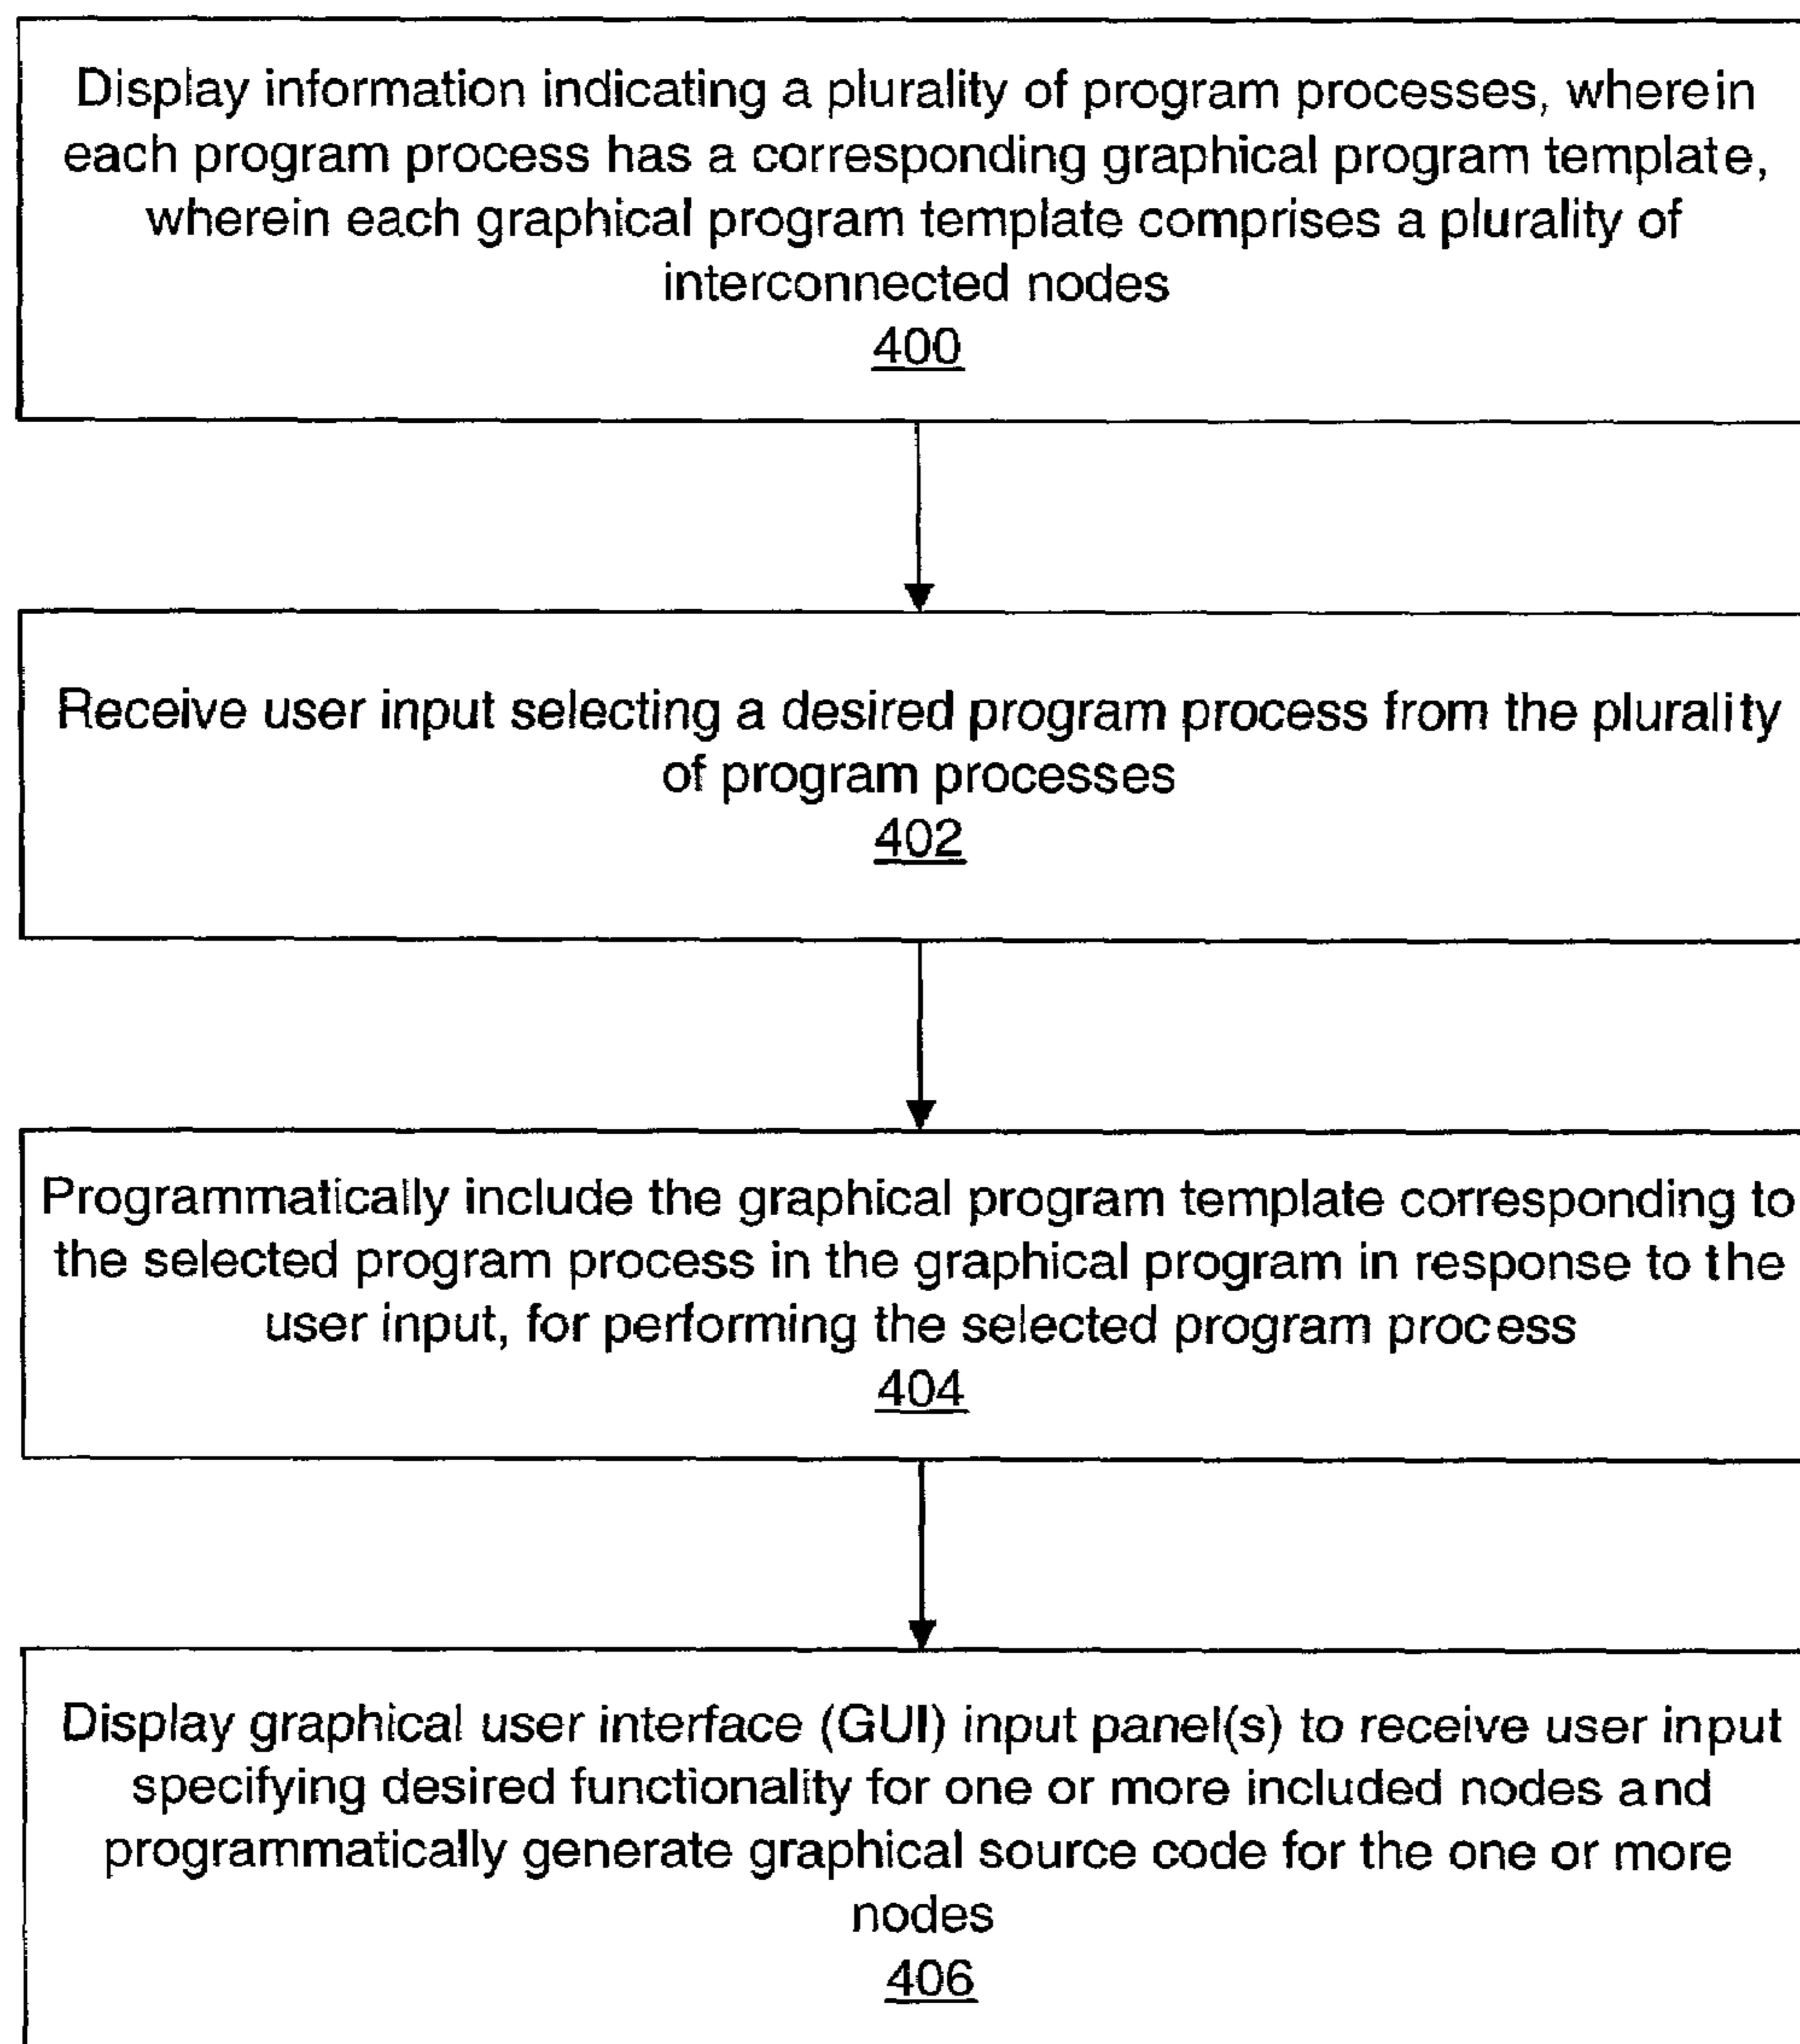 Display information indicating a plurality of program processes, wherein
each program process has a corresponding graphical program template,
wherein each graphical program template comprises a plurality of
interconnected nodes
400
Receive user input selecting a desired program process from the plurality
of program processes
402
Programmatically include the graphical program template corresponding to
the selected program process in the graphical program in response to the
user input, for performing the selected program process
404
Display graphical user interface (GUI) input panel(s) to receive user input
specifying desired functionality for one or more included nodes and
programmatically generate graphical source code for the one or more
nodes
406